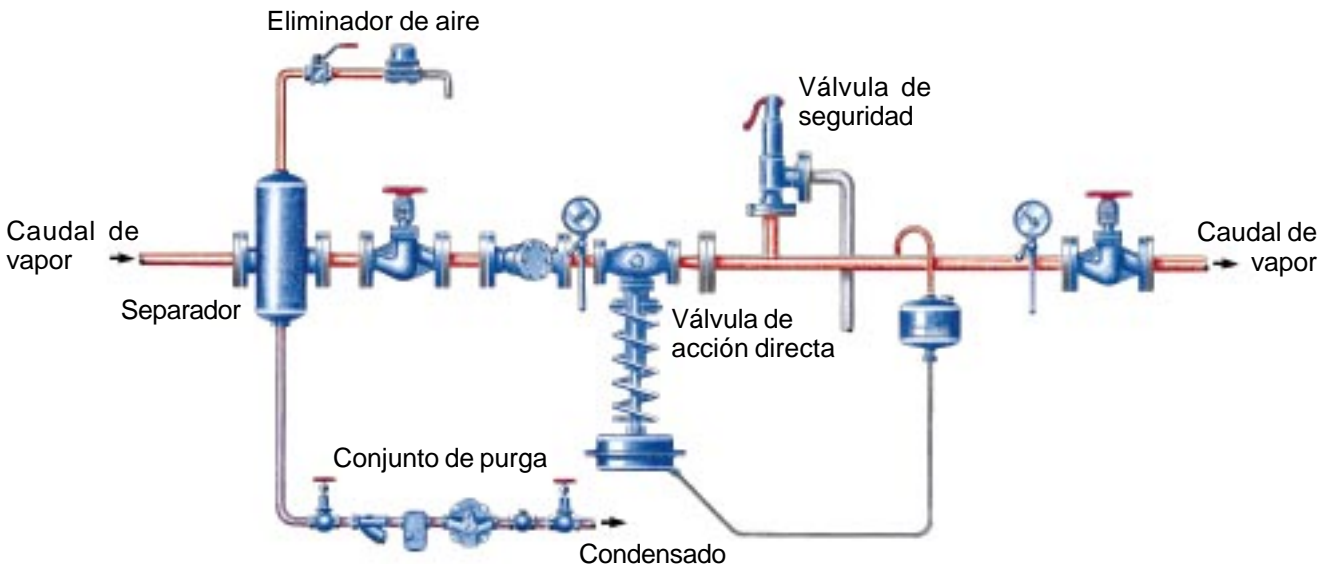 Eliminador de aire
Válvula de
seguridad
Caudal de
vapor
Caudal de
vapor
Separador
Válvula de
acción directa
Conjunto de purga
Condensado